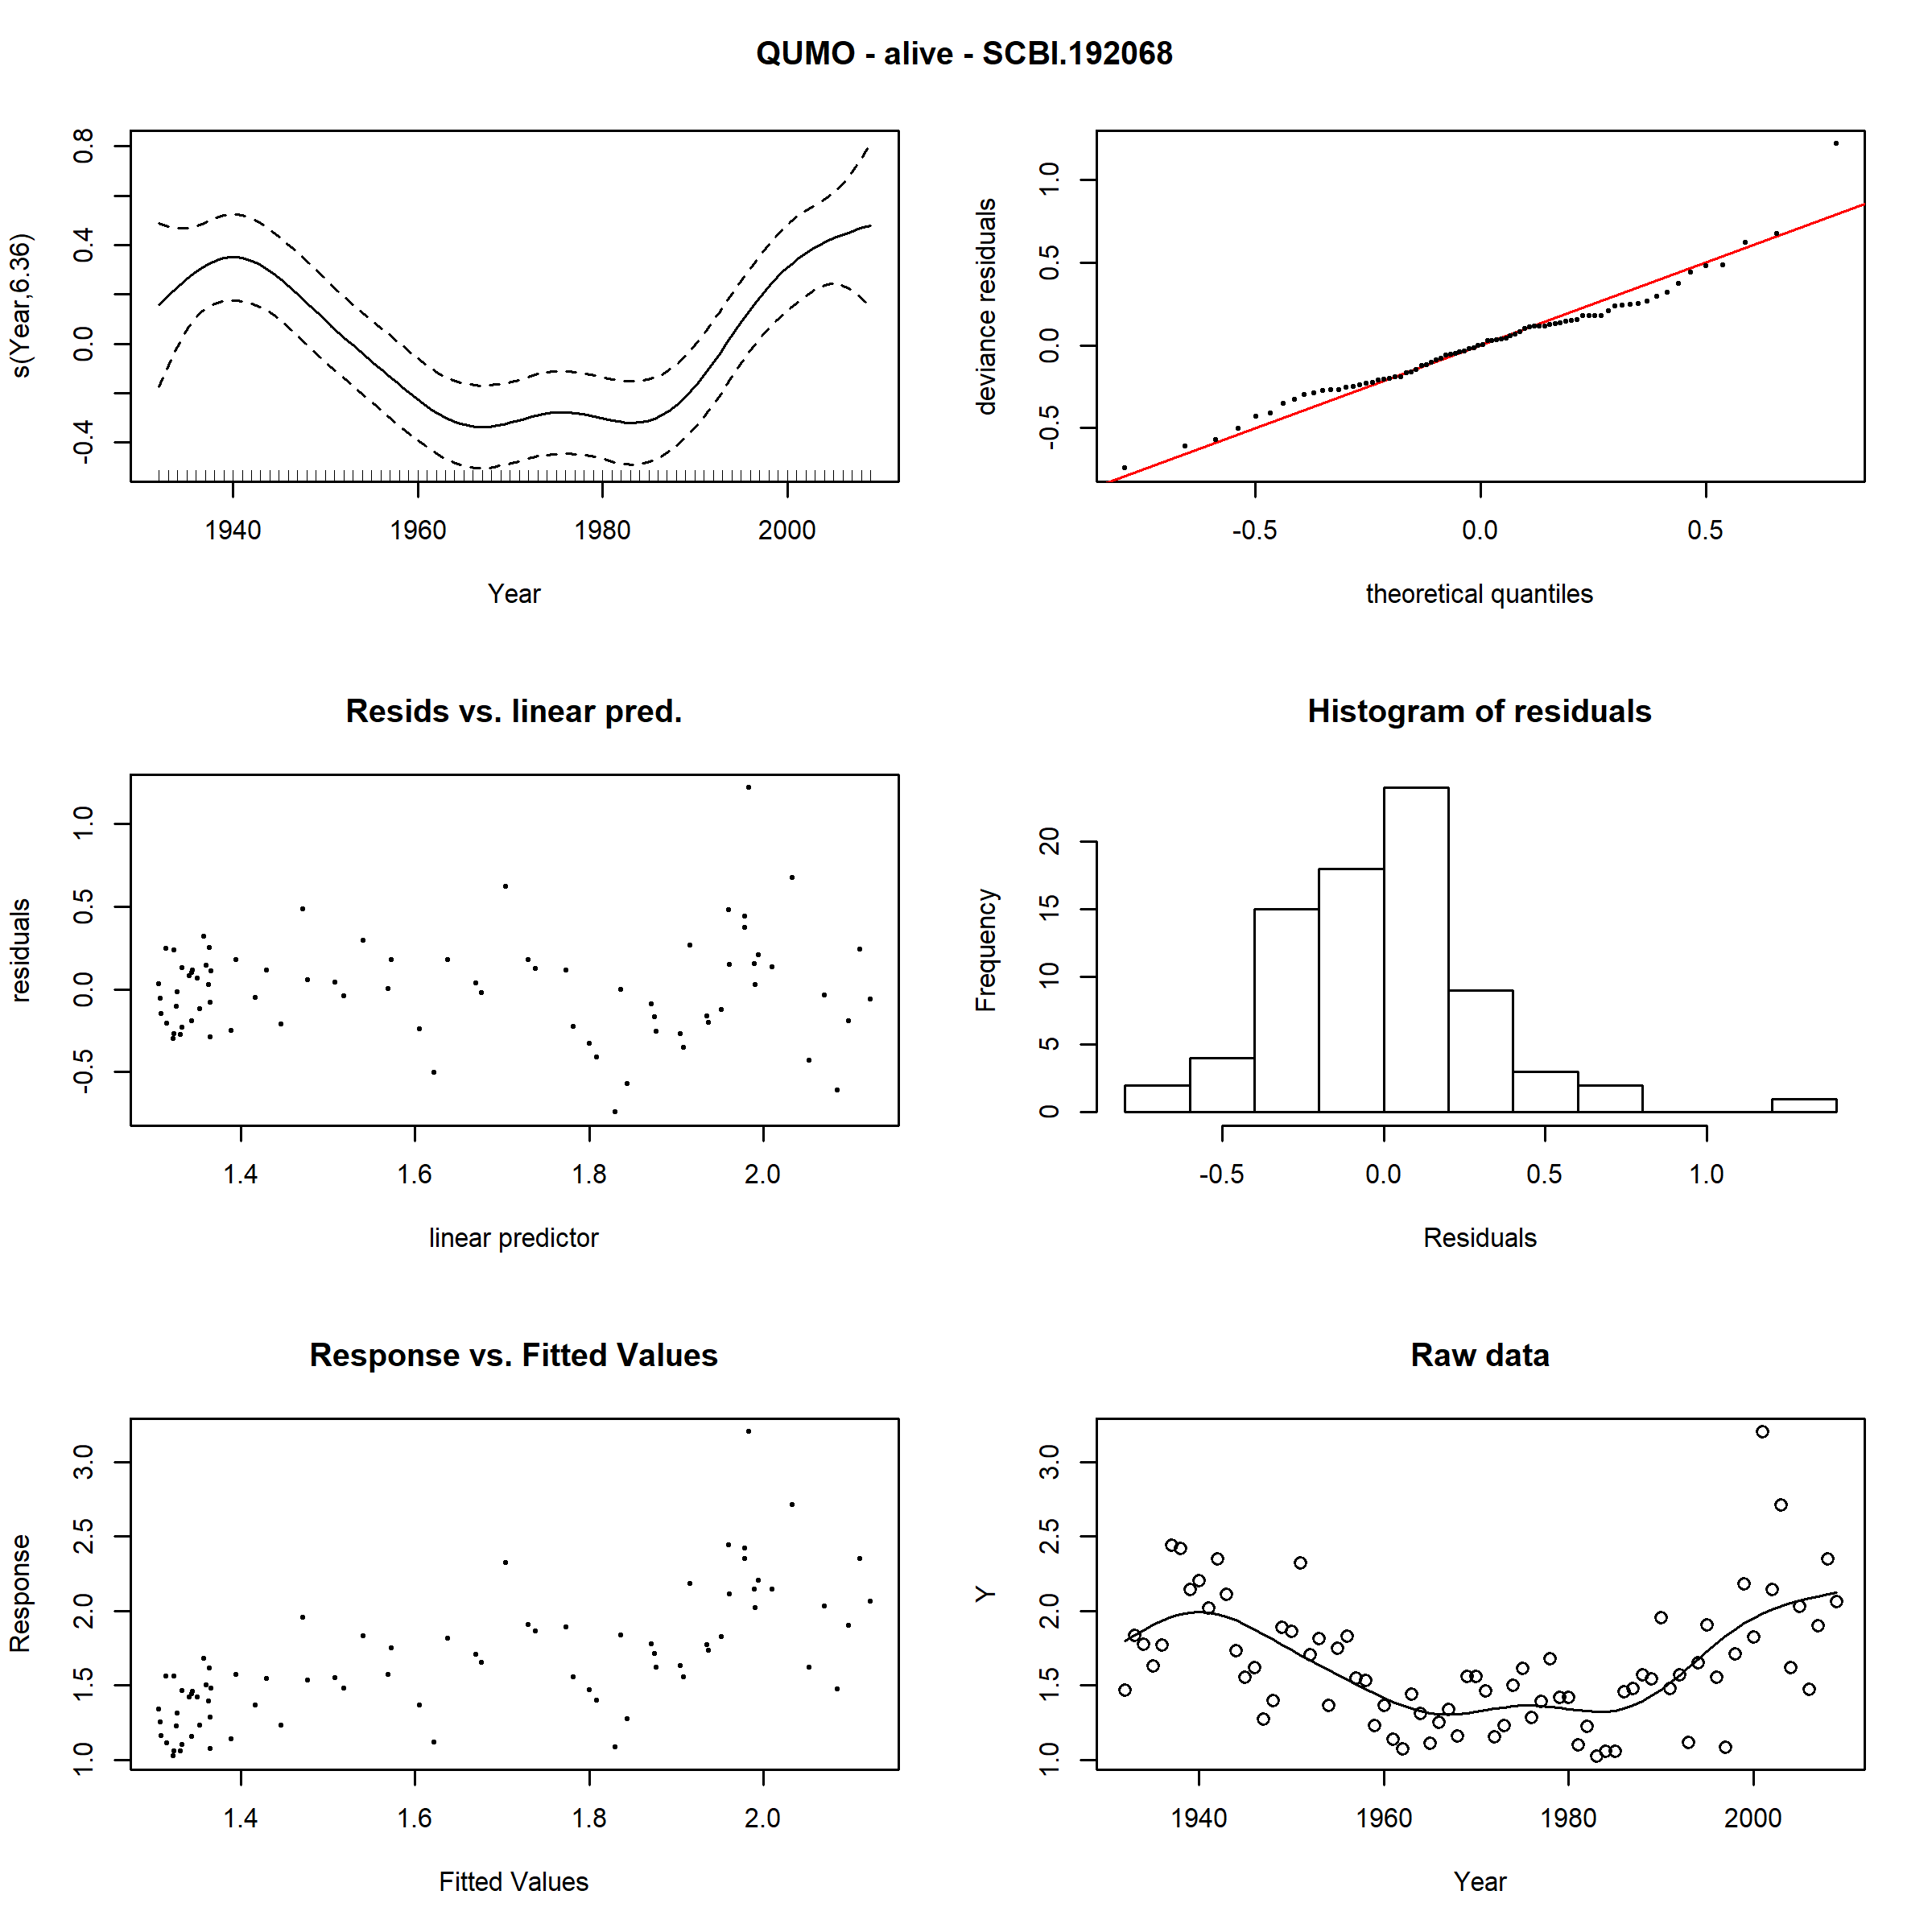 QUMO - alive - SCBI.192068
s(Year,6.36)
-0.4 0.0 0.4 0.8
1940 1960 1980 2000
Year
deviance residuals
-0.5 0.0 0.5 1.0
-0.5 0.0 0.5
theoretical quantiles
Resids vs. linear pred.
residuals
-0.5 0.0 0.5 1.0
1.4 1.6 1.8 2.0
linear predictor
Histogram of residuals
Frequency
0 5 10 15 20
-0.5 0.0 0.5 1.0
Residuals
Response vs. Fitted Values
Response
1.0 1.5 2.0 2.5 3.0
1.4 1.6 1.8 2.0
Fitted Values
Raw data
Y
1.0 1.5 2.0 2.5 3.0
1940 1960 1980 2000
Year